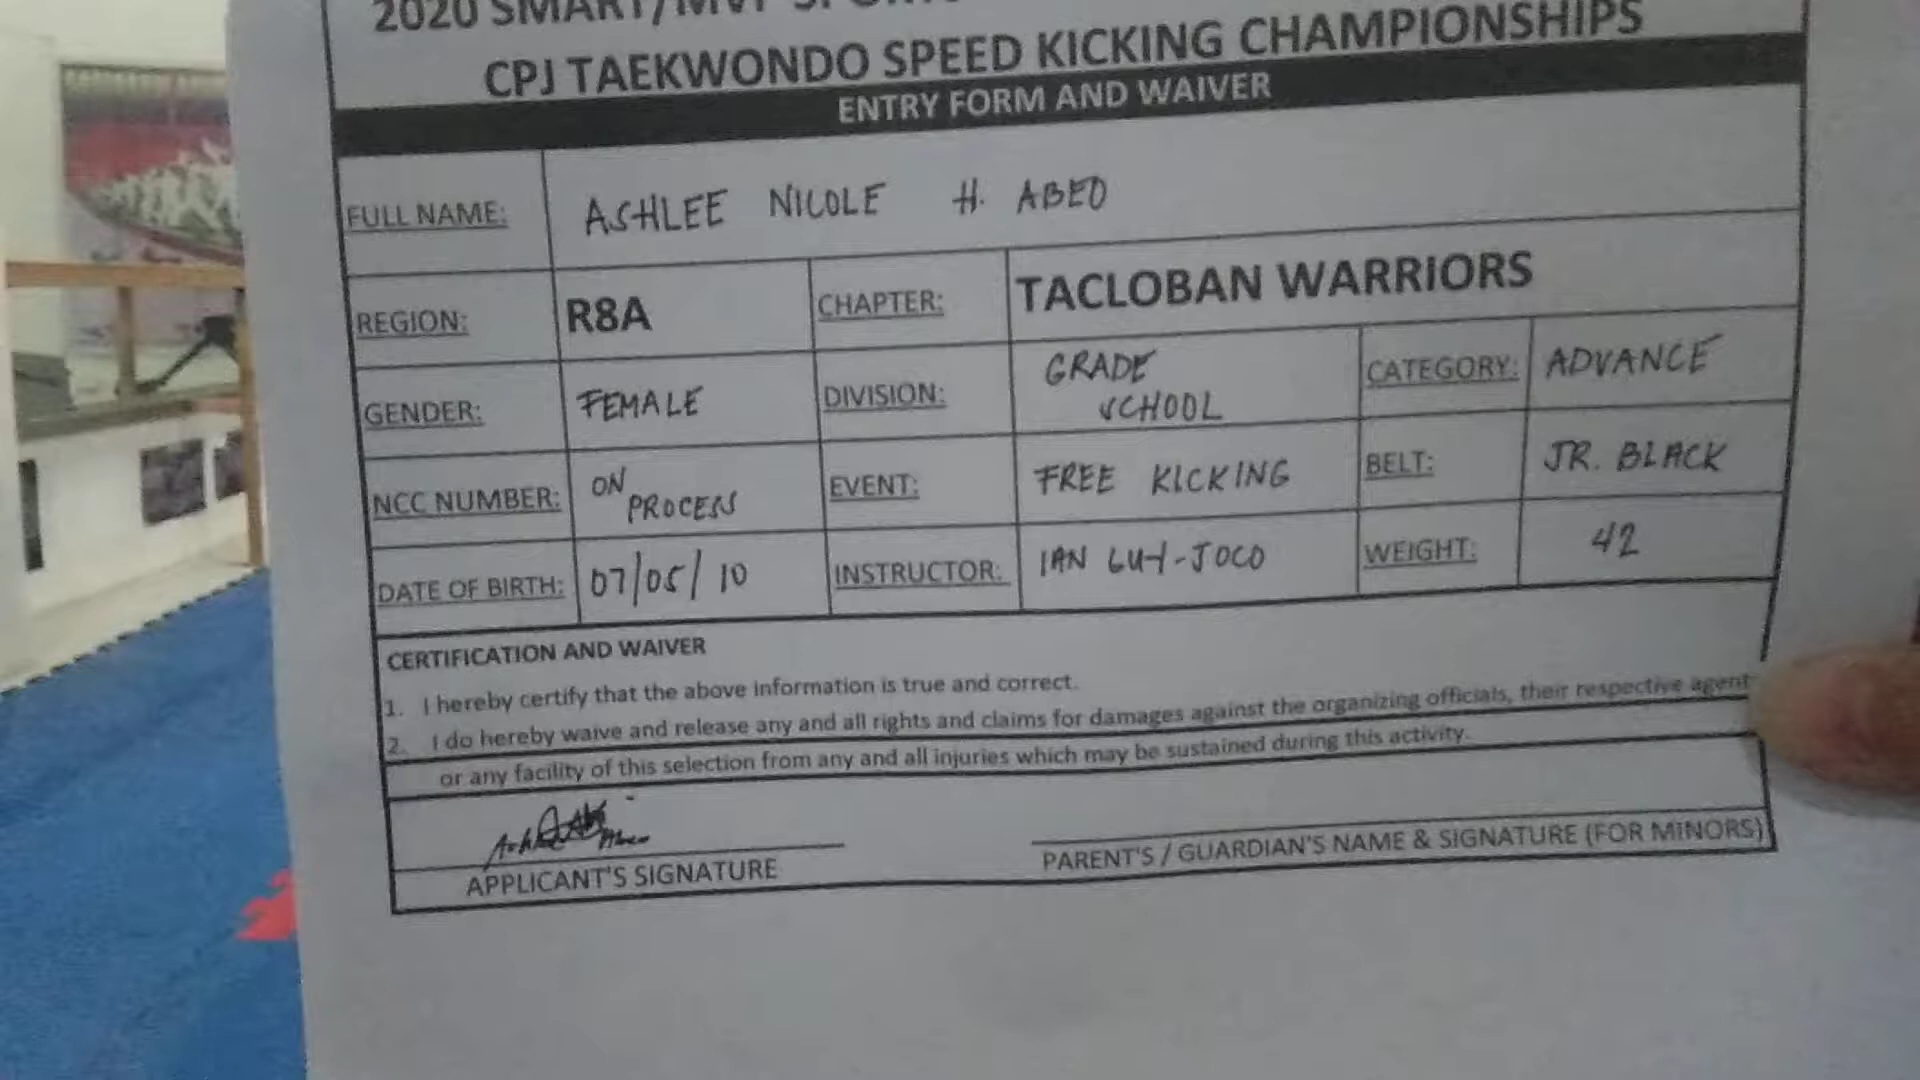 2020 SMART/MVP
CPJ TAEKWONDO SPEED KICKING CHAMPIONSHIPS
ENTRY FORM AND WAIVER
FULL NAME: ASHLEE NICOLE H. ABEO
REGION: R8A CHAPTER: TACLOBAN WARRIORS
GENDER: FEMALE DIVISION: GRADE SCHOOL CATEGORY: ADVANCE
NCC NUMBER: ON PROCESS EVENT: FREE KICKING BELT: JR. BLACK
DATE OF BIRTH: 07/05/10 INSTRUCTOR: IAN LUY-JOCO WEIGHT: 42
CERTIFICATION AND WAIVER
1. I hereby certify that the above information is true and correct.
2. I do hereby waive and release any and all rights and claims for damages against the organizing officials, their respective agent
or any facility of this selection from any and all injuries which may be sustained during this activity.
APPLICANT'S SIGNATURE
PARENT'S / GUARDIAN'S NAME & SIGNATURE (FOR MINORS)